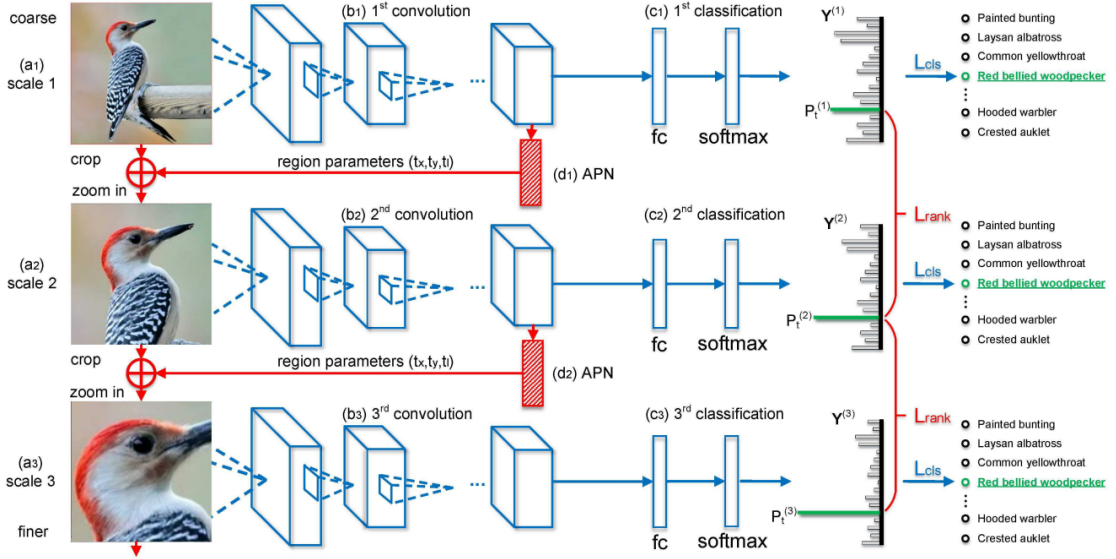 coarse
(a1)
scale 1
(b1) 1st convolution
...
(c1) 1st classification
fc
softmax
Y(1)
Pt(1)
Lcls
Painted bunting
Laysan albatross
Common yellowthroat
Red bellied woodpecker
Hooded warbler
Crested auklet
crop
zoom in
region parameters (tx,ty,tl)
(d1) APN
Lrank
(a2)
scale 2
(b2) 2nd convolution
...
(c2) 2nd classification
fc
softmax
Y(2)
Pt(2)
Lcls
Painted bunting
Laysan albatross
Common yellowthroat
Red bellied woodpecker
Hooded warbler
Crested auklet
crop
zoom in
region parameters (tx,ty,tl)
(d2) APN
Lrank
(a3)
scale 3
finer
(b3) 3rd convolution
...
(c3) 3rd classification
fc
softmax
Y(3)
Pt(3)
Lcls
Painted bunting
Laysan albatross
Common yellowthroat
Red bellied woodpecker
Hooded warbler
Crested auklet